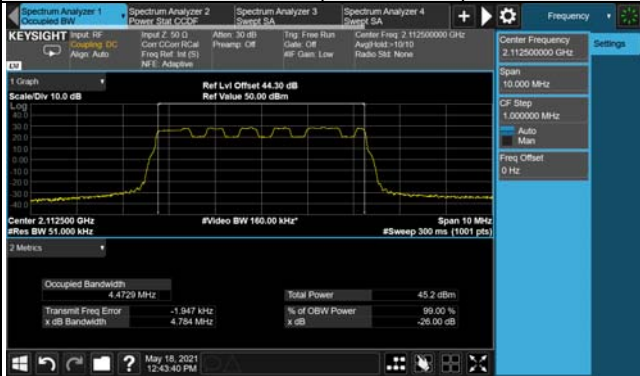 Spectrum Analyzer 1
Occupied BW
Spectrum Analyzer 2
Power Stat CCDF
Spectrum Analyzer 3
Swept SA
Spectrum Analyzer 4
Swept SA
Frequency
KEYSIGHT
Input: RF
Coupling: DC
Align: Auto
Input Z: 50 Ω
Corr CCorr RCal
Freq Ref: Int (S)
NFE: Adaptive
Atten: 30 dB
Preamp: Off
Trig: Free Run
Gate: Off
#IF Gain: Low
Center Freq: 2.112500000 GHz
Avg|Hold:>10/10
Radio Std: None
LXI
1 Graph
Scale/Div 10.0 dB
Ref Lvl Offset 44.30 dB
Ref Value 50.00 dBm
Log
40.0
30.0
20.0
10.0
0.00
-10.0
-20.0
-30.0
-40.0
Center 2.112500 GHz
#Res BW 51.000 kHz
#Video BW 160.00 kHz*
Span 10 MHz
#Sweep 300 ms (1001 pts)
2 Metrics
Occupied Bandwidth
4.4729 MHz
Total Power 45.2 dBm
Transmit Freq Error -1.947 kHz
% of OBW Power 99.00 %
x dB Bandwidth 4.784 MHz
x dB -26.00 dB
Center Frequency
2.112500000 GHz
Settings
Span
10.000 MHz
CF Step
1.000000 MHz
Auto
Man
Freq Offset
0 Hz
?
May 18, 2021
12:43:40 PM